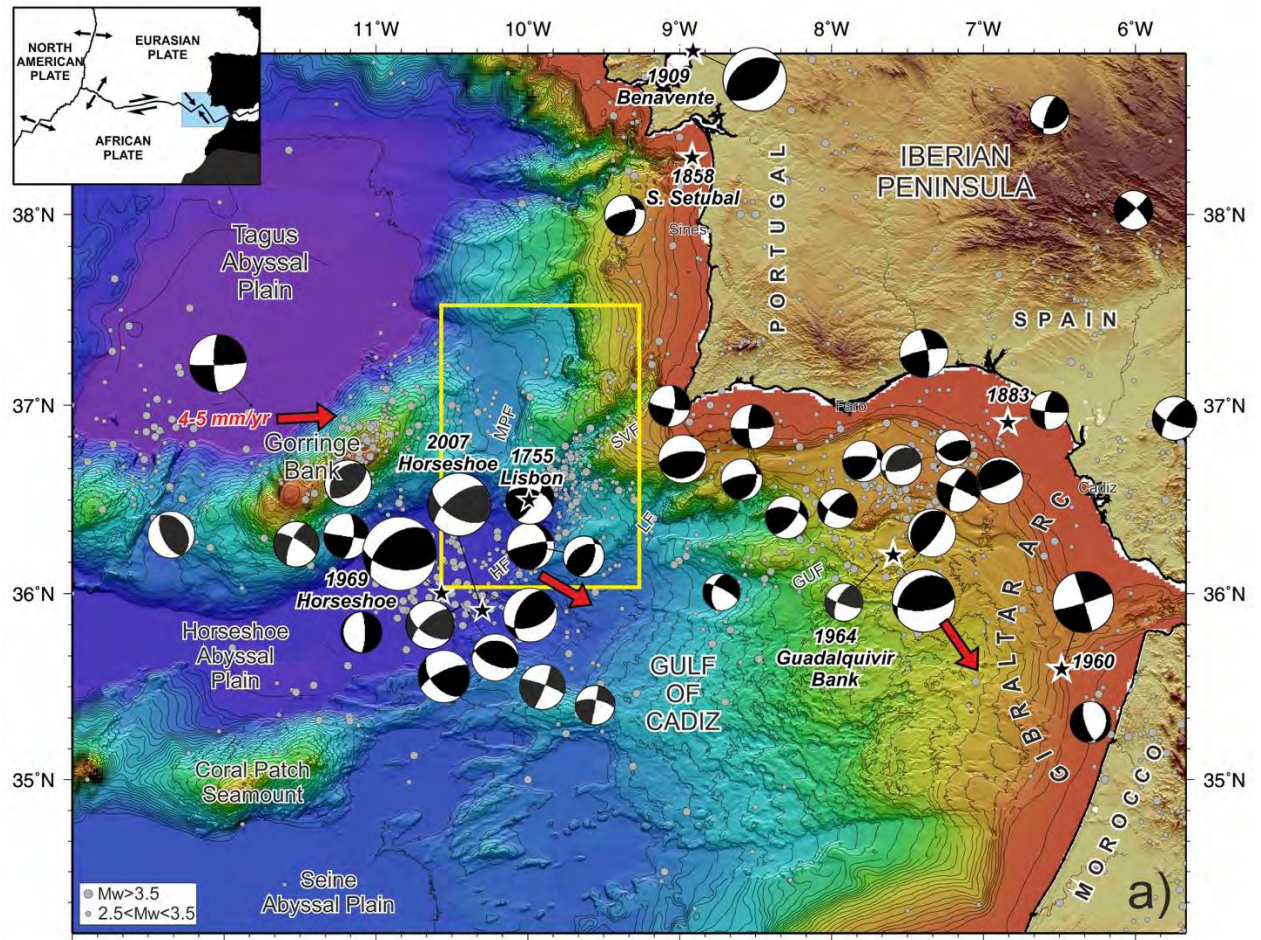 11°W
10°W
9°W
8°W
7°W
6°W
NORTH
AMERICAN
PLATE
EURASIAN
PLATE
AFRICAN
PLATE
1909
Benavente
1858
S. Setubal
IBERIAN
PENINSULA
PORTUGAL
SPAIN
38°N
38°N
Tagus
Abyssal
Plain
Sines
37°N
37°N
4-5 mm/yr
Gorringe
Bank
MPF
SVF
Faro
1883
2007
Horseshoe
1755
Lisbon
Cadiz
LF
HF
GUF
1969
Horseshoe
36°N
36°N
Horseshoe
Abyssal
Plain
GULF
OF
CADIZ
1964
Guadalquivir
Bank
GIBRALTAR ARC
1960
35°N
35°N
Coral Patch
Seamount
MOROCCO
Seine
Abyssal Plain
Mw>3.5
2.5<Mw<3.5
a)